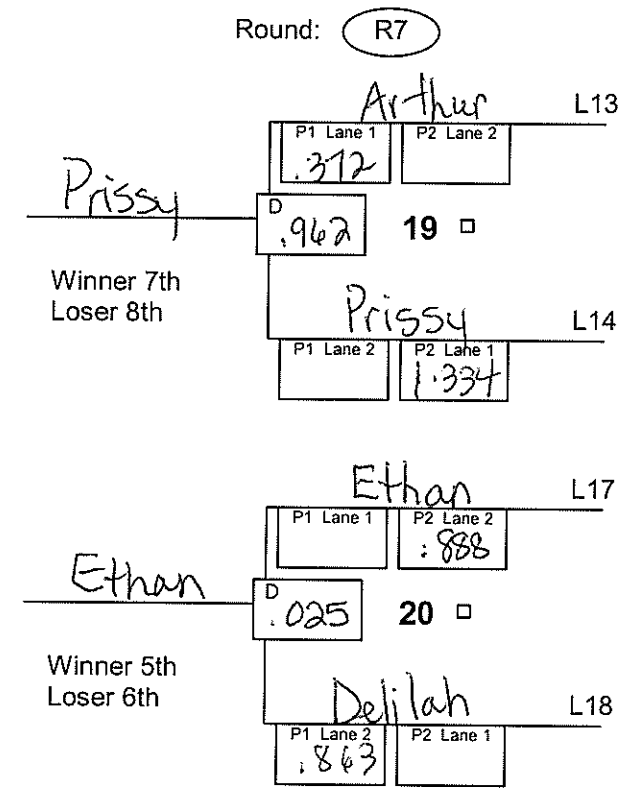 Round: R7
Arthur L13
P1 Lane 1 P2 Lane 2
.372
Prissy
D
.962 19
Winner 7th
Loser 8th
Prissy L14
P1 Lane 2 P2 Lane 1
1.334
Ethan L17
P1 Lane 1 P2 Lane 2
.888
Ethan
D
.025 20
Winner 5th
Loser 6th
Delilah L18
P1 Lane 2 P2 Lane 1
.863